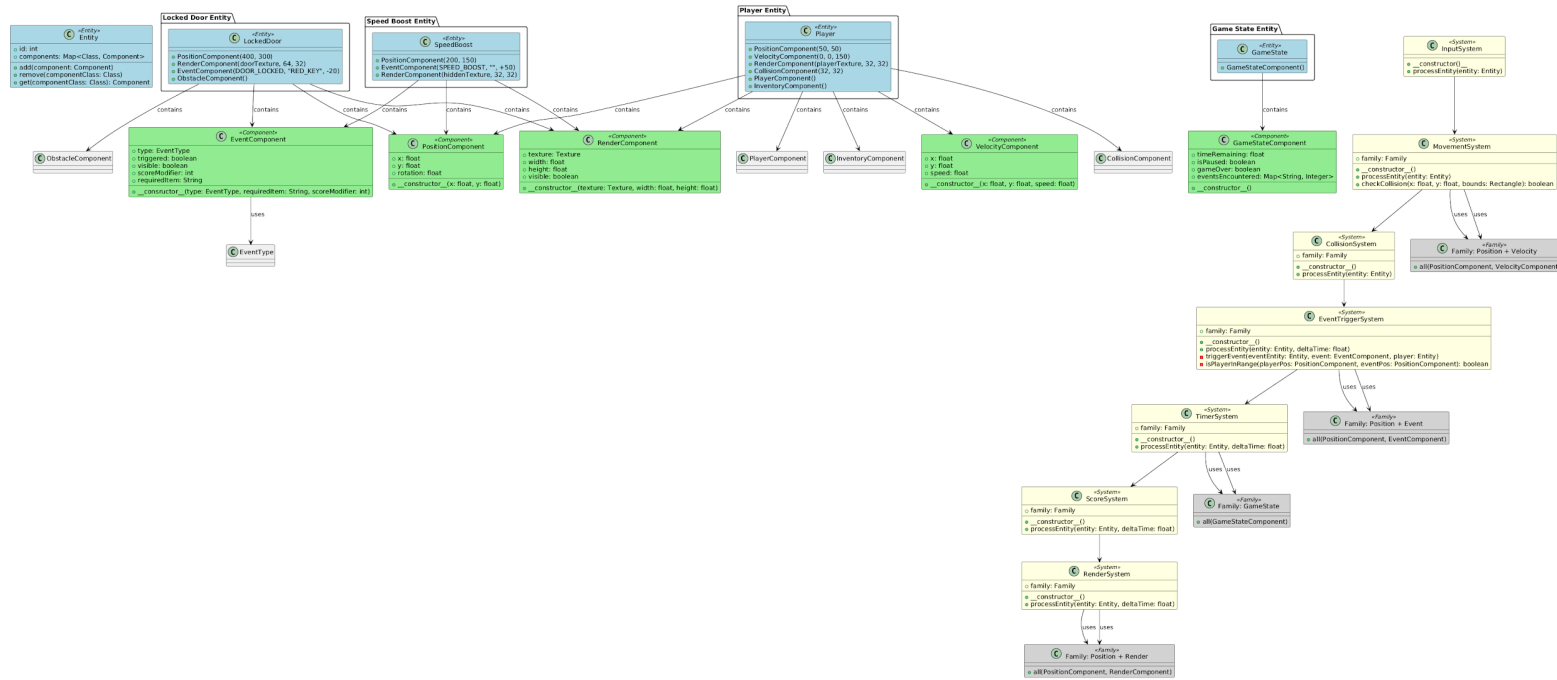 «Entity»
Entity
id: int
components: Map<Class, Component>
add(component: Component)
remove(componentClass: Class)
get(componentClass: Class): Component
Locked Door Entity
«Entity»
LockedDoor
PositionComponent(400, 300)
RenderComponent(doorTexture, 64, 32)
EventComponent(DOOR_LOCKED, "RED_KEY", -20)
ObstacleComponent()
Speed Boost Entity
«Entity»
SpeedBoost
PositionComponent(200, 150)
EventComponent(SPEED_BOOST, "", +50)
RenderComponent(hiddenTexture, 32, 32)
Player Entity
«Entity»
Player
PositionComponent(50, 50)
VelocityComponent(0, 0, 150)
RenderComponent(playerTexture, 32, 32)
CollisionComponent(32, 32)
PlayerComponent()
InventoryComponent()
Game State Entity
«Entity»
GameState
GameStateComponent()
«System»
InputSystem
__constructor__()
processEntity(entity: Entity)
contains
contains
contains
contains
contains
contains
contains
contains
contains
contains
contains
contains
contains
contains
ObstacleComponent
«Component»
EventComponent
type: EventType
triggered: boolean
visible: boolean
scoreModifier: int
requiredItem: String
__consructor__(type: EventType, requiredItem: String, scoreModifier: int)
«Component»
PositionComponent
x: float
y: float
rotation: float
__constructor__(x: float, y: float)
«Component»
RenderComponent
texture: Texture
width: float
height: float
visible: boolean
__constructor__(texture: Texture, width: float, height: float)
PlayerComponent
InventoryComponent
«Component»
VelocityComponent
x: float
y: float
speed: float
__constructor__(x: float, y: float, speed: float)
CollisionComponent
«Component»
GameStateComponent
timeRemaining: float
isPaused: boolean
gameOver: boolean
eventsEncountered: Map<String, Integer>
__constructor__()
«System»
MovementSystem
family: Family
__constructor__()
processEntity(entity: Entity)
checkCollision(x: float, y: float, bounds: Rectangle): boolean
uses
EventType
uses
uses
«System»
CollisionSystem
family: Family
__constructor__()
processEntity(entity: Entity)
«Family»
Family: Position + Velocity
all(PositionComponent, VelocityComponent
«System»
EventTriggerSystem
family: Family
__constructor__()
processEntity(entity: Entity, deltaTime: float)
triggerEvent(eventEntity: Entity, event: EventComponent, player: Entity)
isPlayerInRange(playerPos: PositionComponent, eventPos: PositionComponent): boolean
uses
uses
«System»
TimerSystem
family: Family
__constructor__()
processEntity(entity: Entity, deltaTime: float)
«Family»
Family: Position + Event
all(PositionComponent, EventComponent)
uses
uses
«System»
ScoreSystem
family: Family
__constructor__()
processEntity(entity: Entity, deltaTime: float)
«Family»
Family: GameState
all(GameStateComponent)
«System»
RenderSystem
family: Family
__constructor__()
processEntity(entity: Entity, deltaTime: float)
uses
uses
«Family»
Family: Position + Render
all(PositionComponent, RenderComponent)